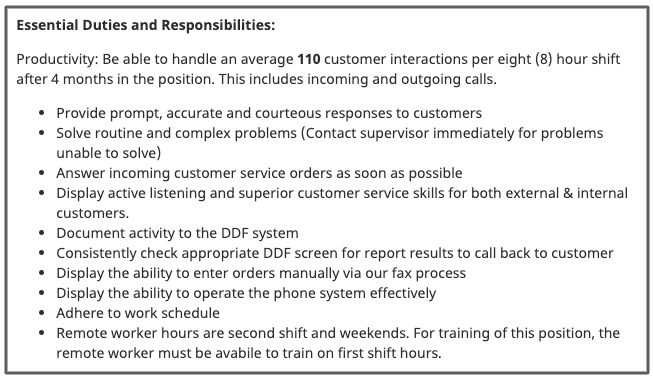 Essential Duties and Responsibilities:
Productivity: Be able to handle an average 110 customer interactions per eight (8) hour shift
after 4 months in the position. This includes incoming and outgoing calls.
• Provide prompt, accurate and courteous responses to customers
• Solve routine and complex problems (Contact supervisor immediately for problems
unable to solve)
• Answer incoming customer service orders as soon as possible
• Display active listening and superior customer service skills for both external & internal
customers.
• Document activity to the DDF system
• Consistently check appropriate DDF screen for report results to call back to customer
• Display the ability to enter orders manually via our fax process
• Display the ability to operate the phone system effectively
• Adhere to work schedule
• Remote worker hours are second shift and weekends. For training of this position, the
remote worker must be avabile to train on first shift hours.